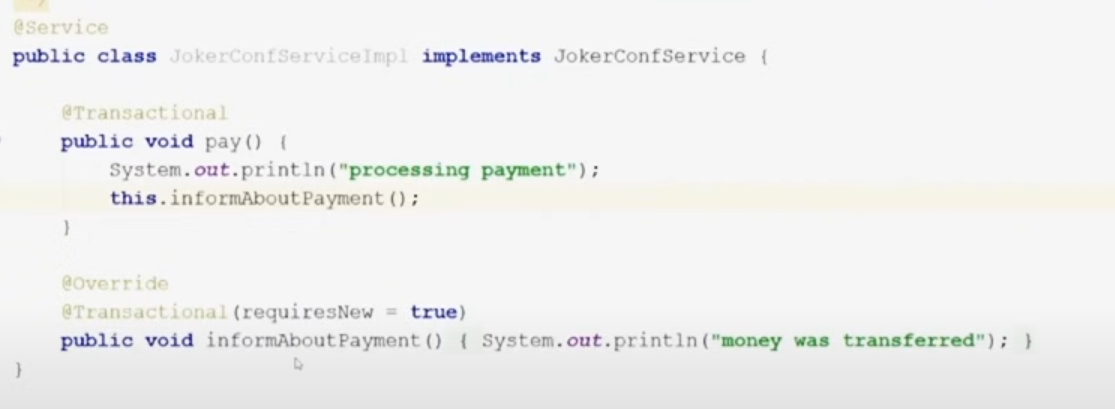 @Service
public class JokerConfServiceImpl implements JokerConfService {
@Transactional
public void pay() {
System.out.println("processing payment");
this.informAboutPayment();
}
@Override
@Transactional(requiresNew = true)
public void informAboutPayment() { System.out.println("money was transferred"); }
}